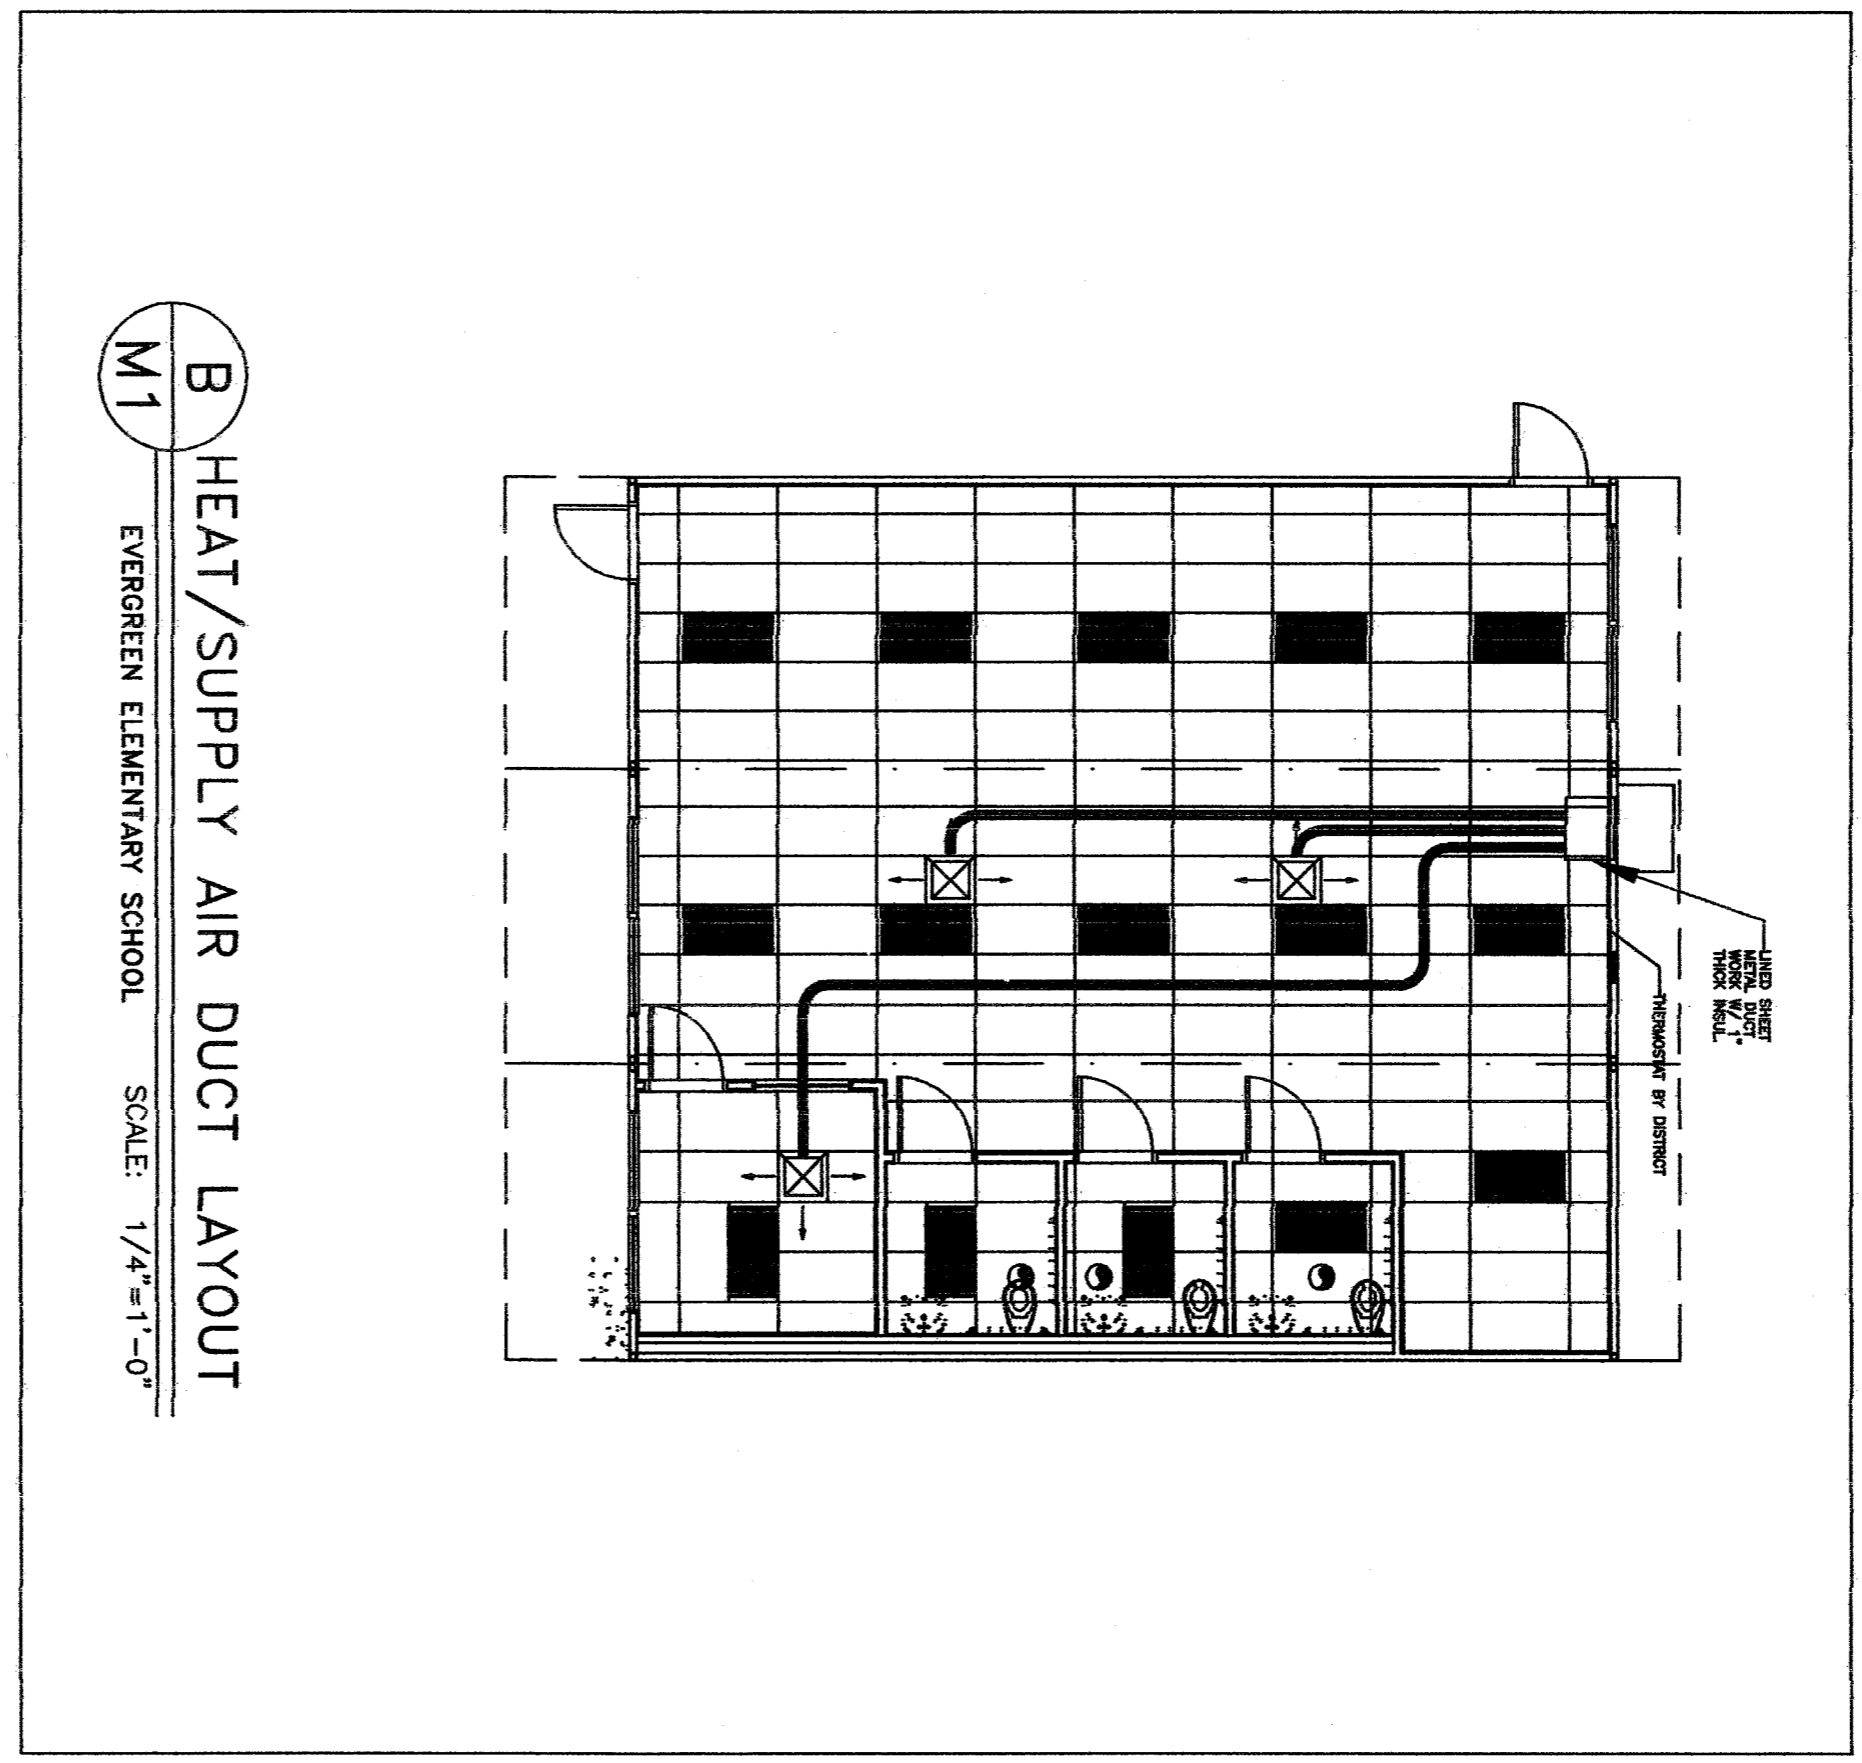 B
M1
HEAT/SUPPLY AIR DUCT LAYOUT
EVERGREEN ELEMENTARY SCHOOL SCALE: 1/4"=1'-0"
LINED SHEET
METAL DUCT
WORK W/ 1"
THICK INSUL.
THERMOSTAT BY DISTRICT